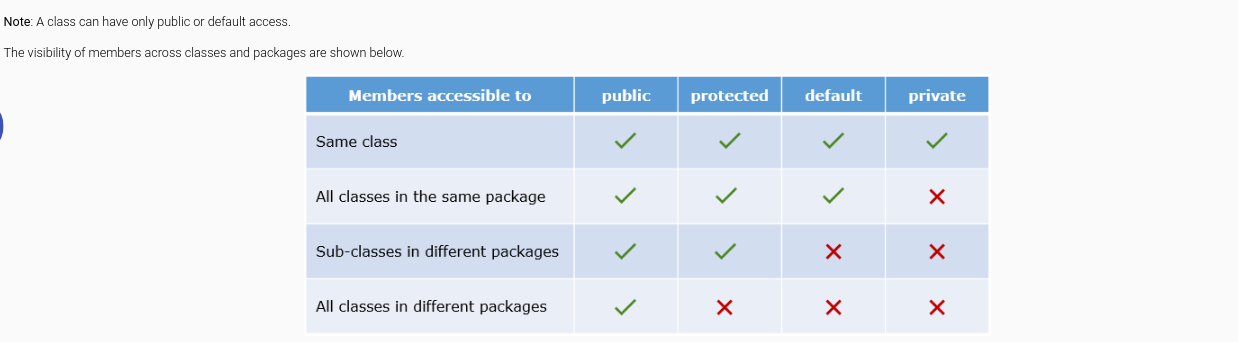 Note: A class can have only public or default access.
The visibility of members across classes and packages are shown below.
Members accessible to public protected default private
Same class ✓ ✓ ✓ ✓
All classes in the same package ✓ ✓ ✓ ✕
Sub-classes in different packages ✓ ✓ ✕ ✕
All classes in different packages ✓ ✕ ✕ ✕